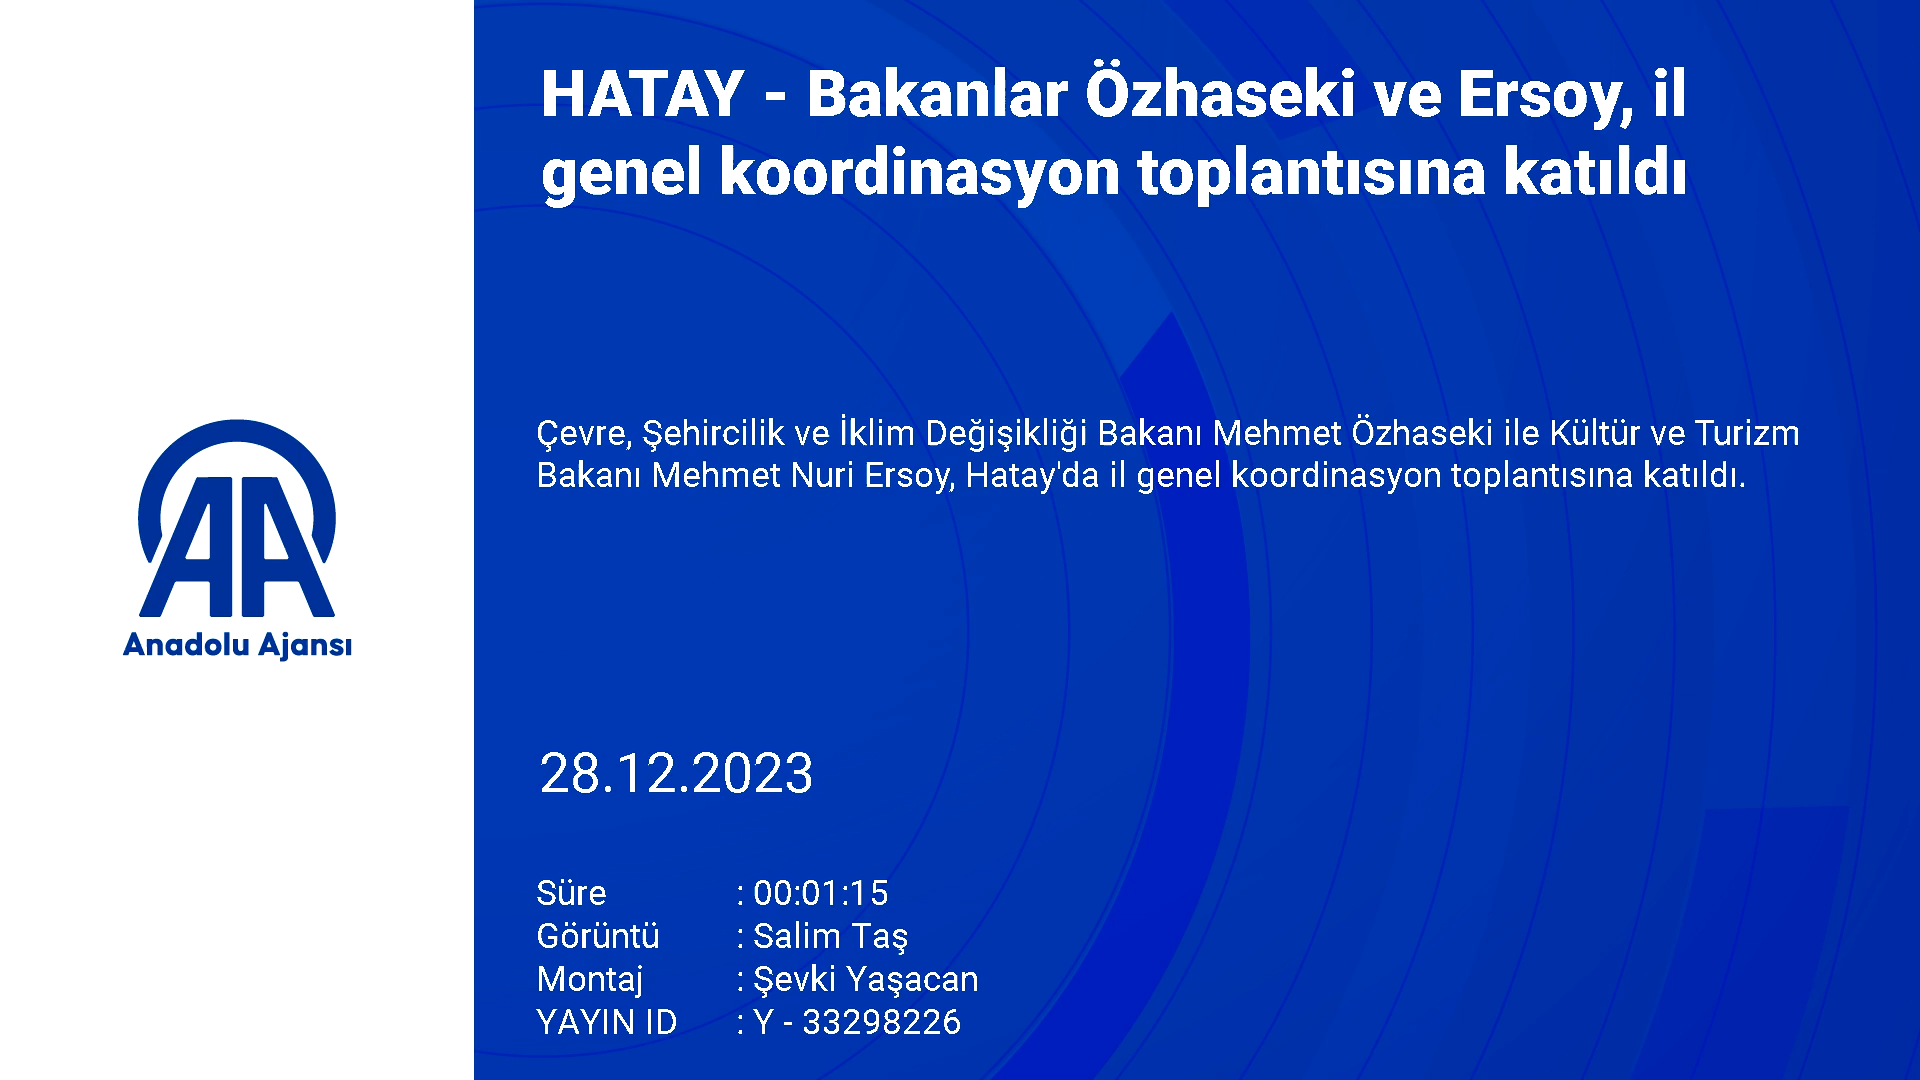 HATAY - Bakanlar Özhaseki ve Ersoy, il
genel koordinasyon toplantısına katıldı
Çevre, Şehircilik ve İklim Değişikliği Bakanı Mehmet Özhaseki ile Kültür ve Turizm
Bakanı Mehmet Nuri Ersoy, Hatay'da il genel koordinasyon toplantısına katıldı.
AA
Anadolu Ajansı
28.12.2023
Süre : 00:01:15
Görüntü : Salim Taş
Montaj : Şevki Yaşacan
YAYIN ID : Y - 33298226